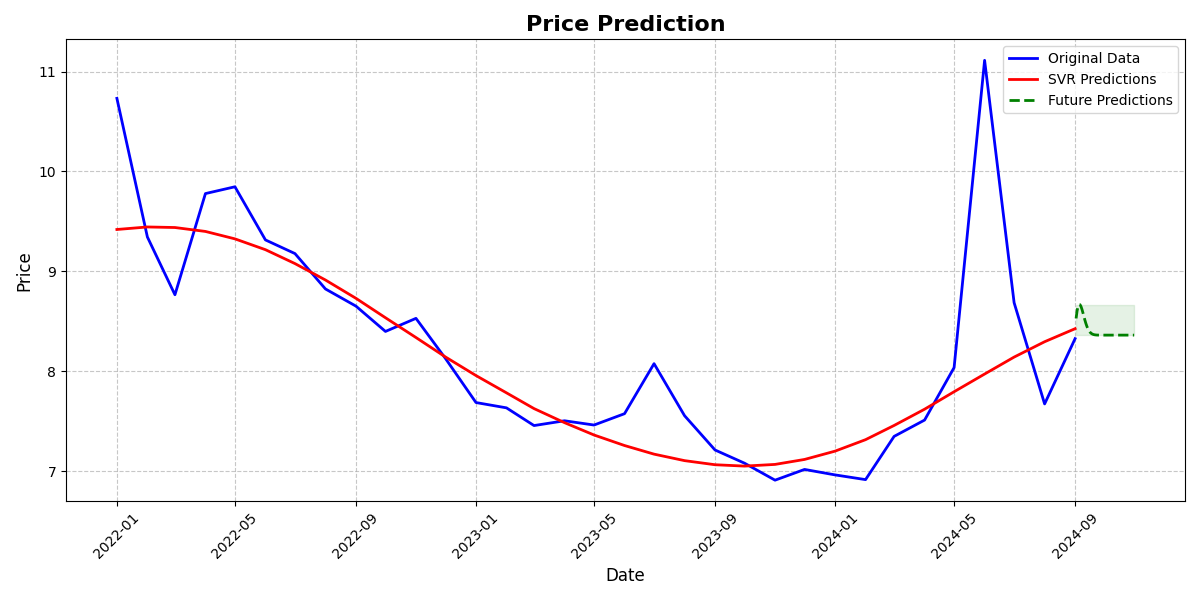 Price Prediction
Original Data
SVR Predictions
Future Predictions
Price
11
10
9
8
7
2022-01
2022-05
2022-09
2023-01
2023-05
2023-09
2024-01
2024-05
2024-09
Date